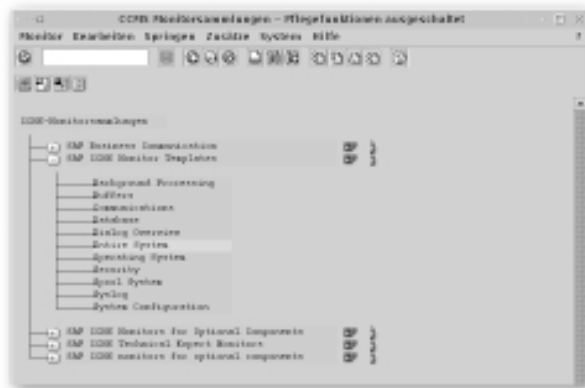 CCMS Monitorsammlungen - Pflegefunktionen ausgeschaltet
Monitor Bearbeiten Springen Zusätze System Hilfe
CCMS-Monitorsammlungen
SAP Business Communication
SAP CCMS Monitor Templates
Background Processing
Buffers
Communications
Database
Dialog Overview
Entire System
Operating System
Security
Spool System
Syslog
System Configuration
SAP CCMS Monitors for Optional Components
SAP CCMS Technical Expert Monitors
SAP CCMS monitors for optional components